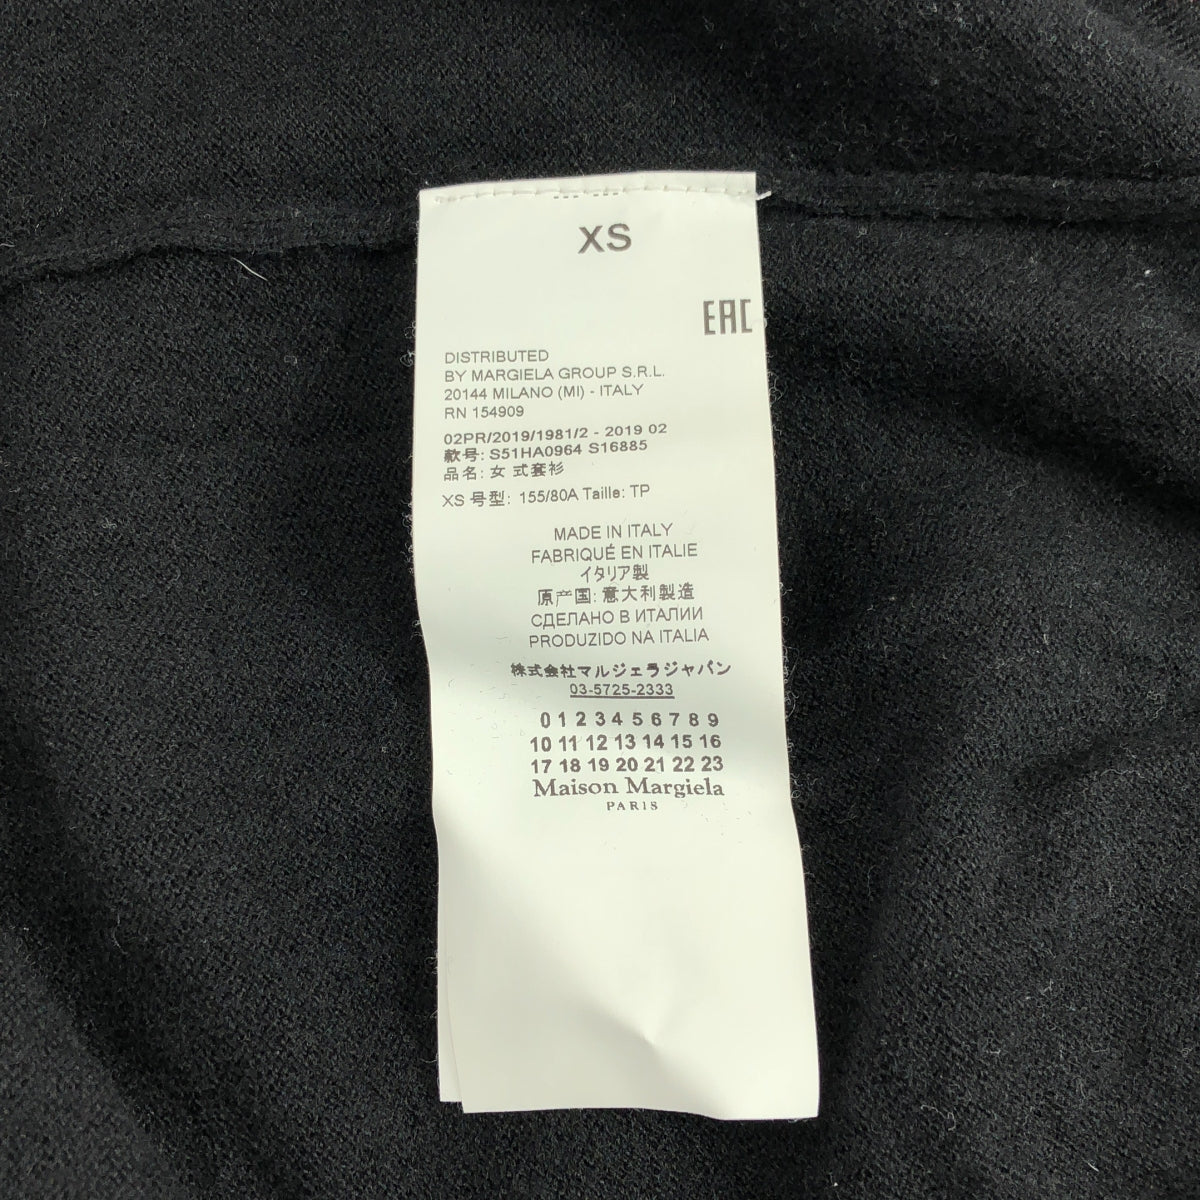 XS
EAC
DISTRIBUTED
BY MARGIELA GROUP S.R.L.
20144 MILANO (MI) - ITALY
RN 154909
02PR/2019/1981/2 - 2019 02
款号: S51HA0964 S16885
品名: 女 式套衫
XS 号型: 155/80A Taille: TP
MADE IN ITALY
FABRIQUÉ EN ITALIE
イタリア製
原产国: 意大利製造
СДЕЛАНО В ИТАЛИИ
PRODUZIDO NA ITALIA
株式会社マルジェラジャパン
03-5725-2333
0 1 2 3 4 5 6 7 8 9
10 11 12 13 14 15 16
17 18 19 20 21 22 23
Maison Margiela
PARIS